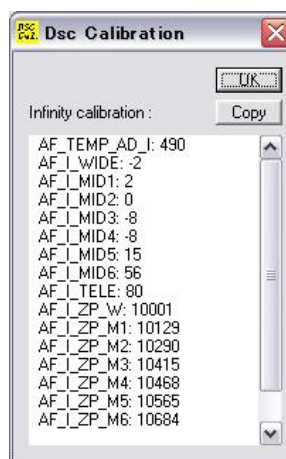 DSC
Cal.
Dsc Calibration
OK
Infinity calibration :
Copy
AF_TEMP_AD_I: 490
AF_I_WIDE: -2
AF_I_MID1: 2
AF_I_MID2: 0
AF_I_MID3: -8
AF_I_MID4: -8
AF_I_MID5: 15
AF_I_MID6: 56
AF_I_TELE: 80
AF_I_ZP_W: 10001
AF_I_ZP_M1: 10129
AF_I_ZP_M2: 10290
AF_I_ZP_M3: 10415
AF_I_ZP_M4: 10468
AF_I_ZP_M5: 10565
AF_I_ZP_M6: 10684